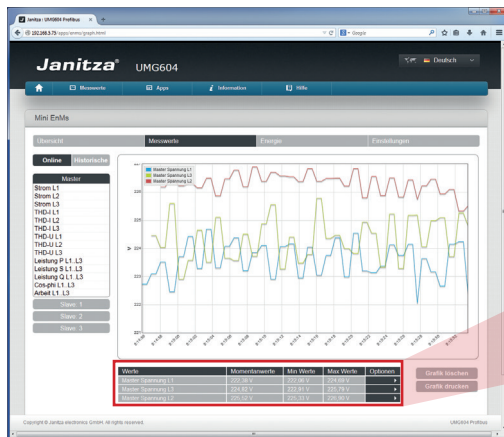 Janitza - UMG604 Profibus
192.168.3.73/apps/enms/graph.html
Google
Janitza®
UMG604
Deutsch
Messwerte
Apps
Information
Hilfe
Mini EnMs
Übersicht
Messwerte
Energie
Einstellungen
Online
Historische
Master
Strom L1
Strom L2
Strom L3
THD-I L1
THD-I L2
THD-I L3
THD-U L1
THD-U L2
THD-U L3
Leistung P L1..L3
Leistung S L1..L3
Leistung Q L1..L3
Cos-phi L1..L3
Arbeit L1..L3
Slave 1
Slave 2
Slave 3
Master Spannung L1
Master Spannung L3
Master Spannung L2
V
Werte Momentanwerte Min Werte Max Werte Optionen
Master Spannung L1
Master Spannung L3
Master Spannung L2
Grafik löschen
Grafik drucken
Copyright © Janitza electronics GmbH. All rights reserved.
UMG604 Profibus